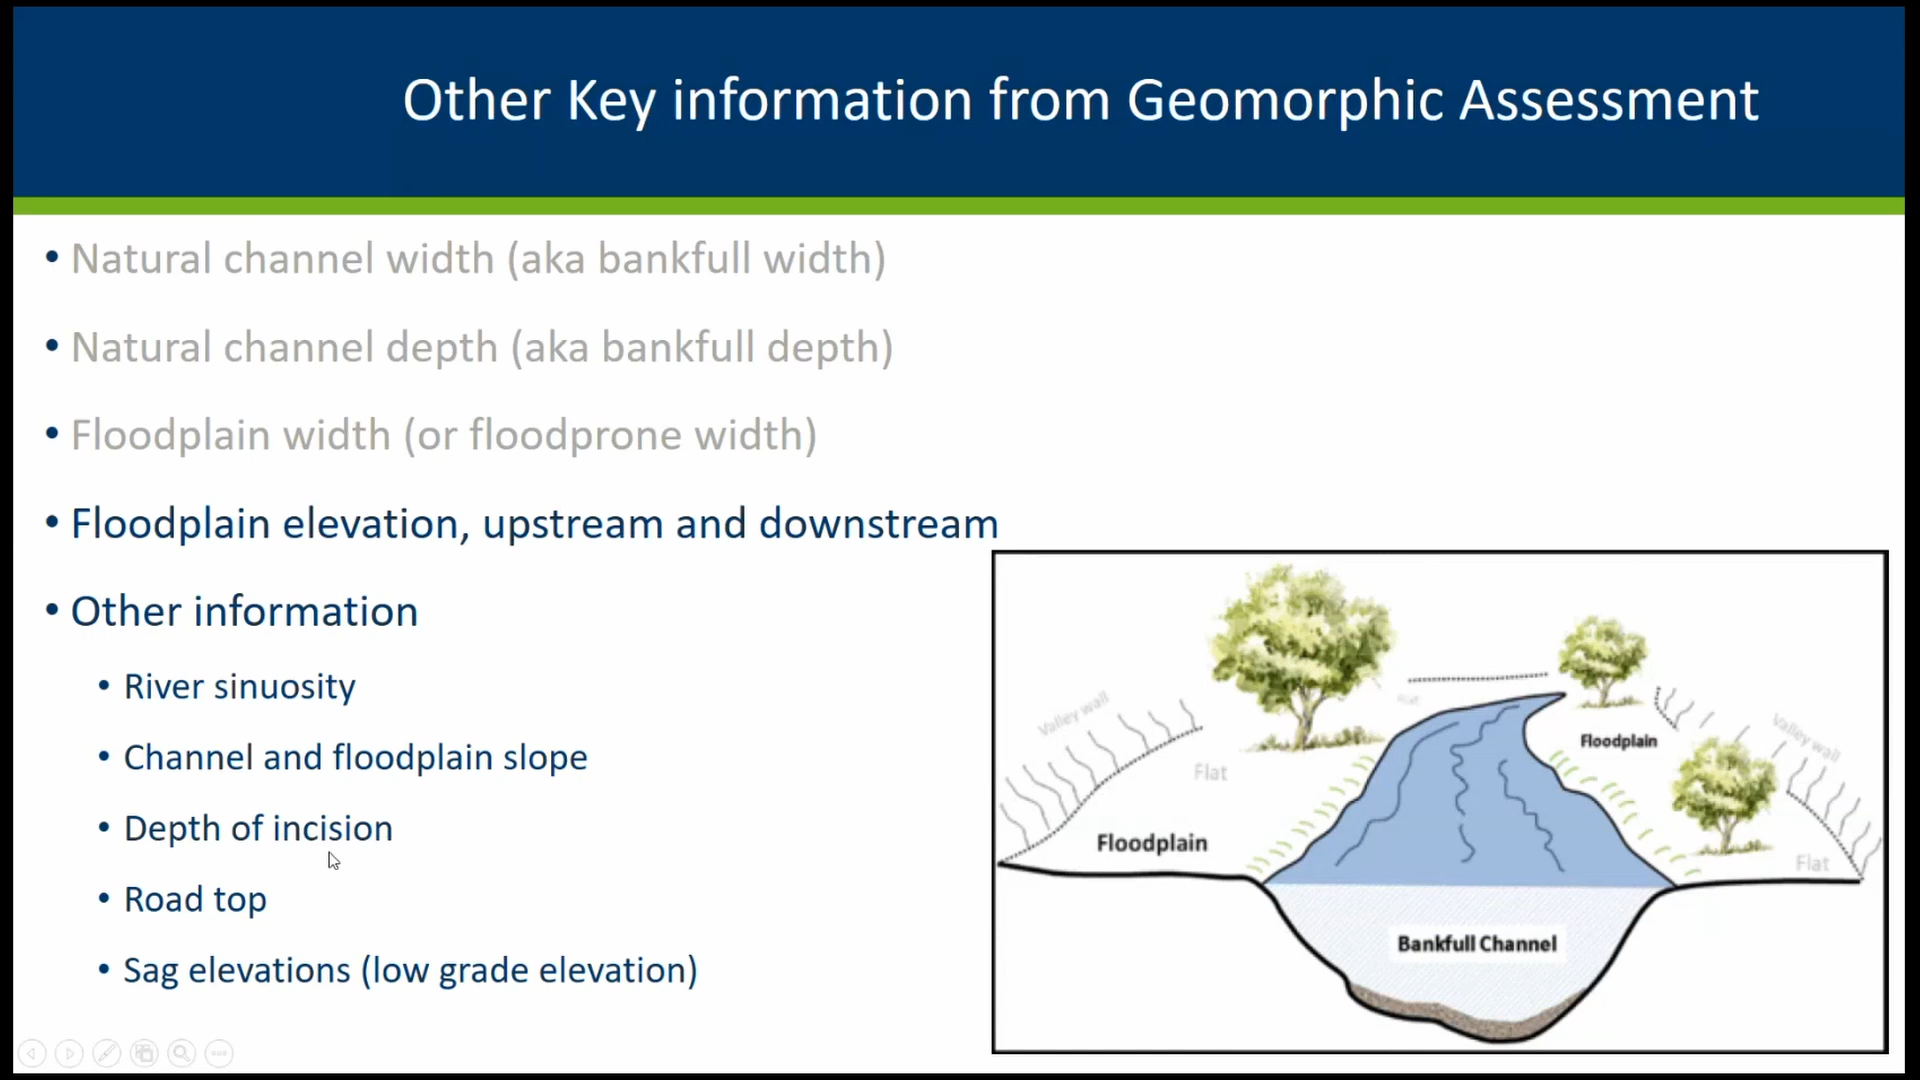 Other Key information from Geomorphic Assessment
• Natural channel width (aka bankfull width)
• Natural channel depth (aka bankfull depth)
• Floodplain width (or floodprone width)
• Floodplain elevation, upstream and downstream
• Other information
• River sinuosity
• Channel and floodplain slope
• Depth of incision
• Road top
• Sag elevations (low grade elevation)
Valley wall
Flat
Floodplain
Floodplain
Valley wall
Flat
Flat
Bankfull Channel